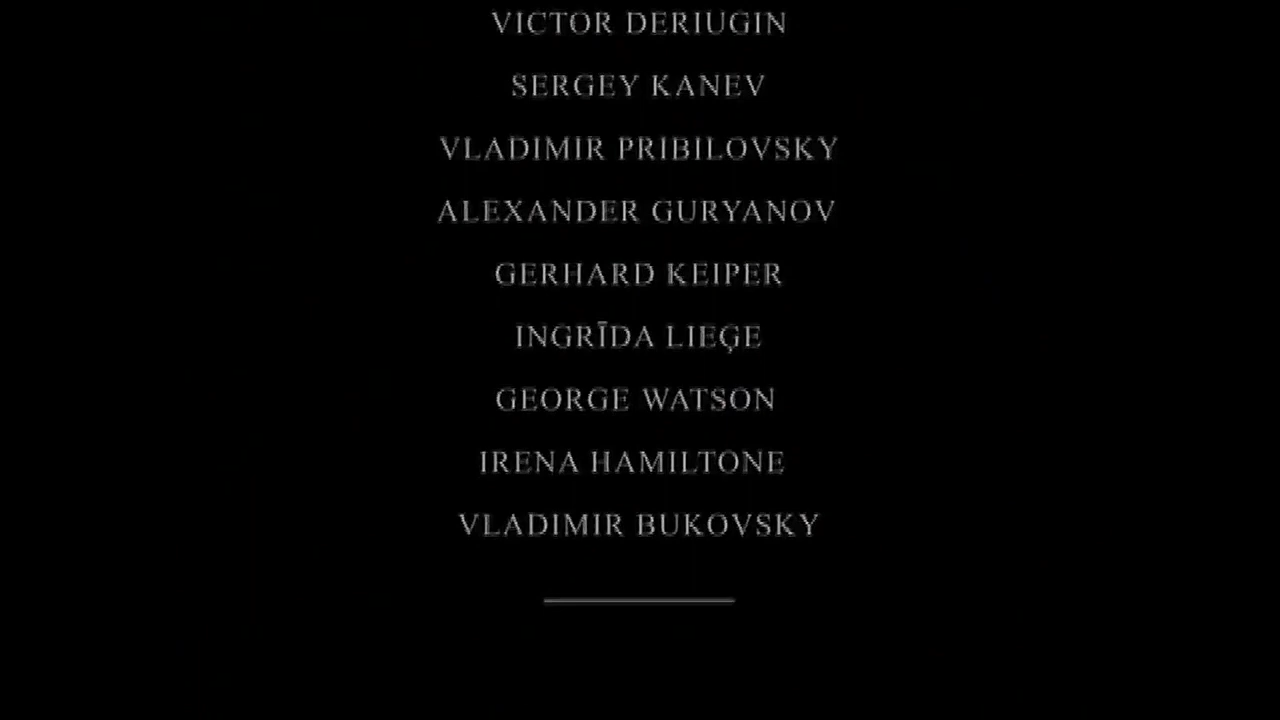 VICTOR DERIUGIN
SERGEY KANEV
VLADIMIR PRIBILOVSKY
ALEXANDER GURYANOV
GERHARD KEIPER
INGRĪDA LIEĢE
GEORGE WATSON
IRENA HAMILTONE
VLADIMIR BUKOVSKY